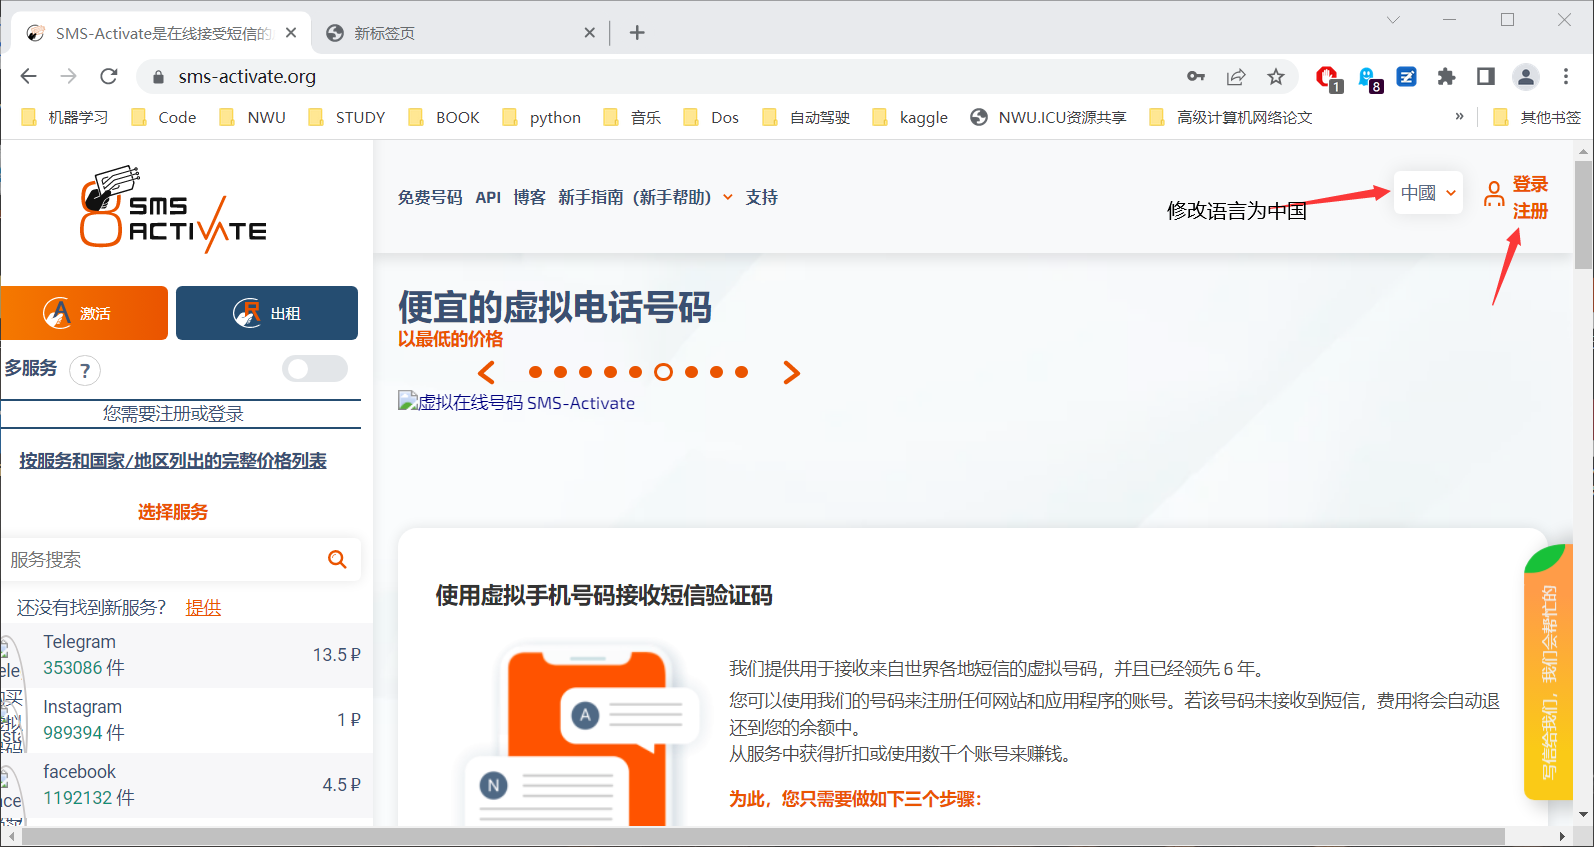 SMS-Activate是在线接受短信的
新标签页
sms-activate.org
1
8
机器学习
Code
NWU
STUDY
BOOK
python
音乐
Dos
自动驾驶
kaggle
NWU.ICU资源共享
高级计算机网络论文
»
其他书签
SMS
ACTIVATE
免费号码
API
博客
新手指南（新手帮助）
支持
修改语言为中国
中國
登录
注册
A 激活
R 出租
多服务
?
您需要注册或登录
按服务和国家/地区列出的完整价格列表
选择服务
服务搜索
还没有找到新服务？ 提供
Telegram
353086 件
13.5 ₽
Instagram
989394 件
1 ₽
facebook
1192132 件
4.5 ₽
便宜的虚拟电话号码
以最低的价格
虚拟在线号码 SMS-Activate
使用虚拟手机号码接收短信验证码
A
N
我们提供用于接收来自世界各地短信的虚拟号码，并且已经领先 6 年。
您可以使用我们的号码来注册任何网站和应用程序的账号。若该号码未接收到短信，费用将会自动退
还到您的余额中。
从服务中获得折扣或使用数千个账号来赚钱。
为此，您只需要做如下三个步骤：
写信给我们，我们会帮忙的